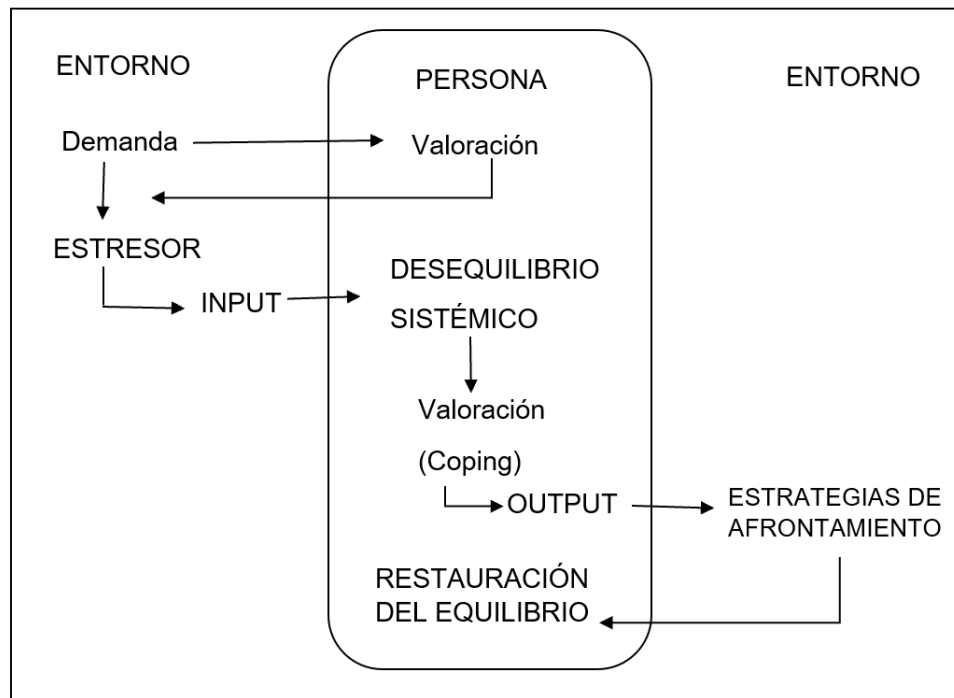 ENTORNO
PERSONA
ENTORNO
Demanda
Valoración
ESTRESOR
INPUT
DESEQUILIBRIO
SISTÉMICO
Valoración
(Coping)
OUTPUT
ESTRATEGIAS DE
AFRONTAMIENTO
RESTAURACIÓN
DEL EQUILIBRIO